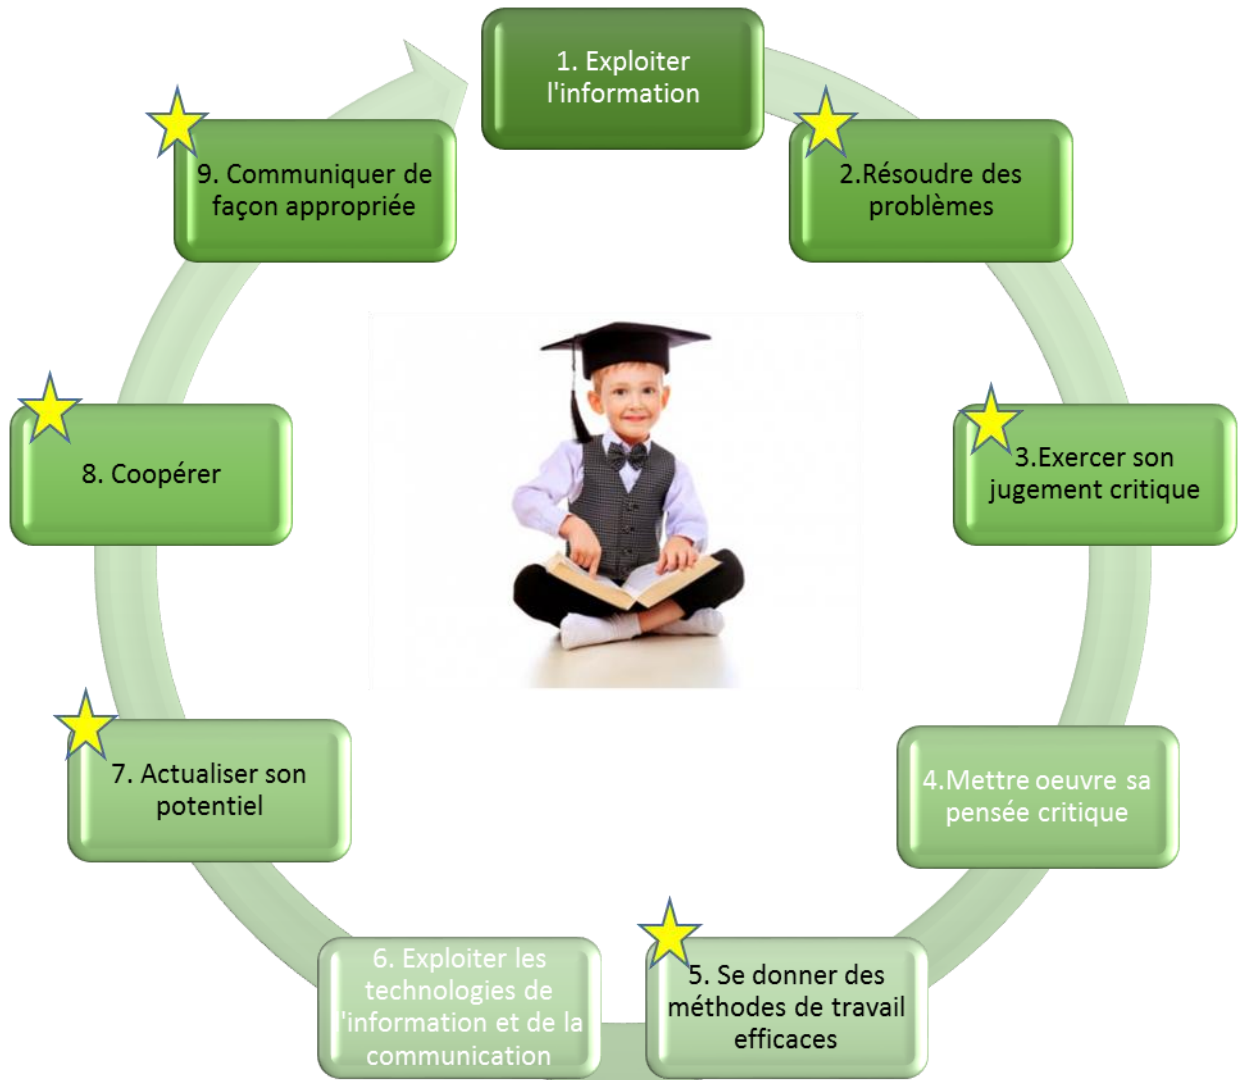 1. Exploiter
l'information
2.Résoudre des
problèmes
3.Exercer son
jugement critique
4.Mettre oeuvre sa
pensée critique
5. Se donner des
méthodes de travail
efficaces
6. Exploiter les
technologies de
'information et de la
communication
7. Actualiser son
potentiel
8. Coopérer
9. Communiquer de
façon appropriée